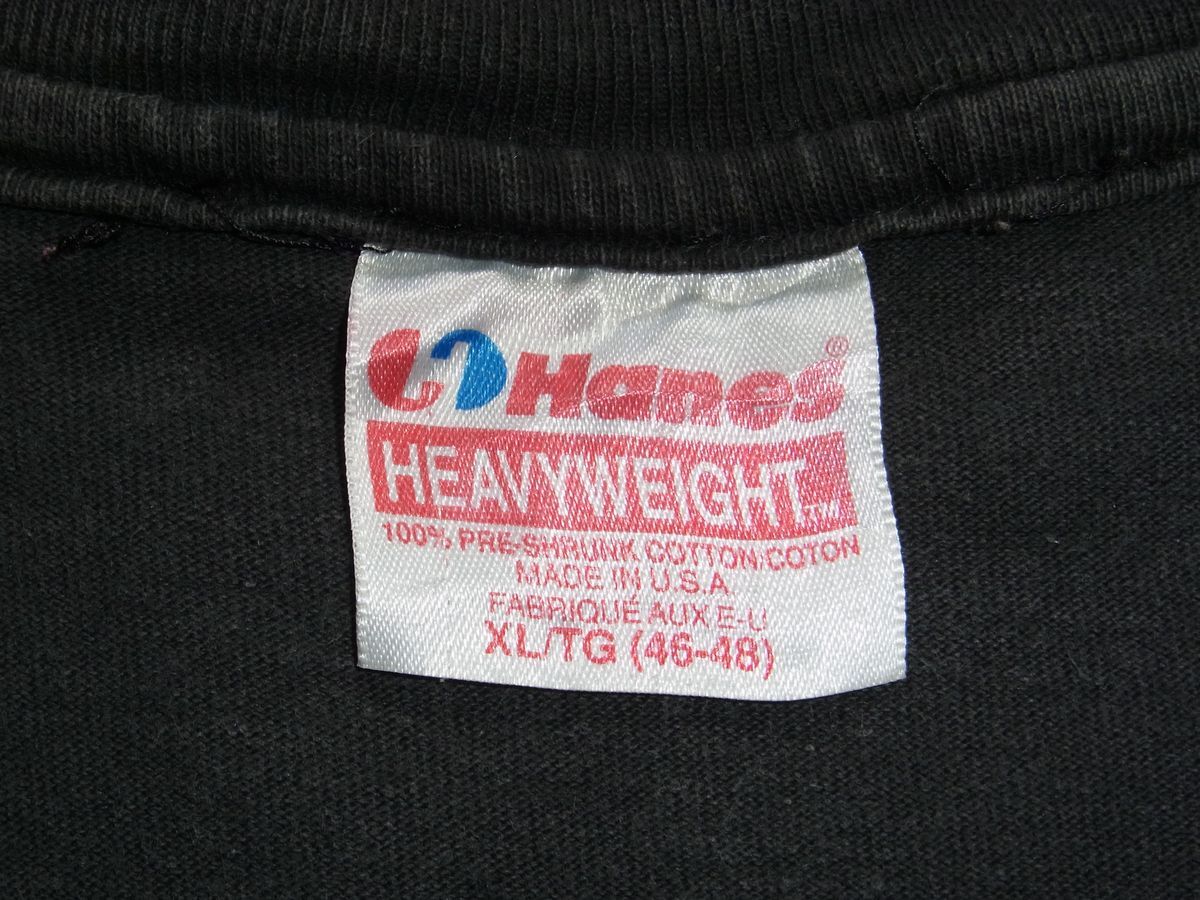 Hanes®
HEAVYWEIGHT™
100% PRE-SHRUNK COTTON/COTON
MADE IN U.S.A
FABRIQUÉ AUX E-U
XL/TG (46-48)